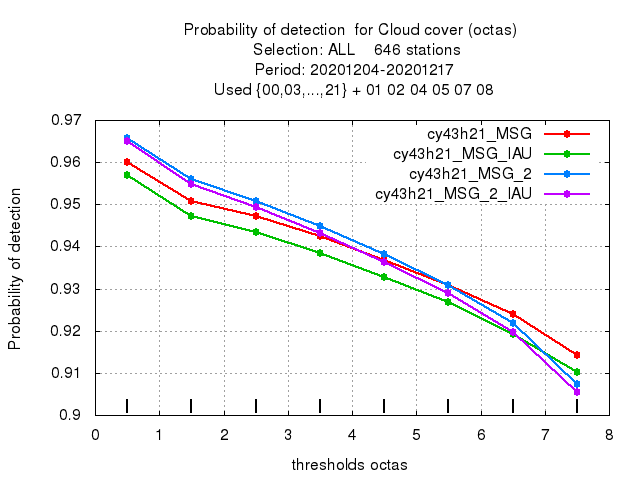 Probability of detection  for Cloud cover (octas)
Selection: ALL    646 stations
Period: 20201204-20201217
Used {00,03,...,21} + 01 02 04 05 07 08
cy43h21_MSG
cy43h21_MSG_IAU
cy43h21_MSG_2
cy43h21_MSG_2_IAU
Probability of detection
0.97
0.96
0.95
0.94
0.93
0.92
0.91
0.9
0 1 2 3 4 5 6 7 8
thresholds octas